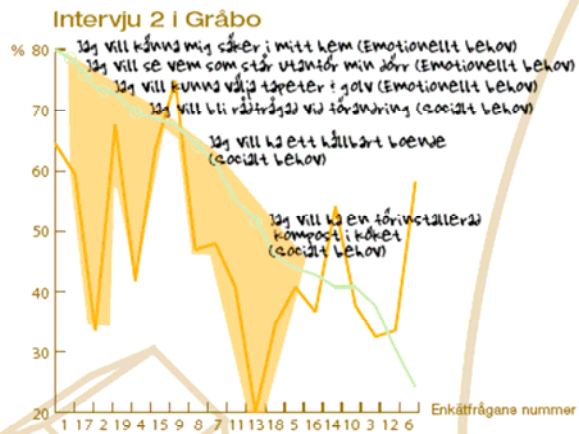 Intervju 2 i Gråbo
% 80 Jag vill känna mig säker i mitt hem (Emotionellt behov)
Jag vill se vem som står utanför min dörr (Emotionellt behov)
Jag vill kunna välja tapeter & golv (Emotionellt behov)
70 Jag vill bli rådfrågad vid förändring (socialt behov)
Jag vill ha ett hållbart boende
60 (socialt behov)
50 Jag vill ha en förinstallerad
kompost i köket
(socialt behov)
40
30
20
1 17 2 19 4 15 9 8 7 11 13 18 5 16 14 10 3 12 6 Enkätfrågans nummer